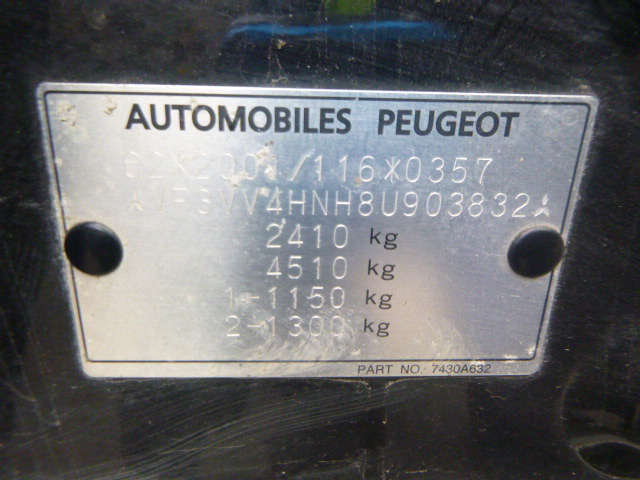 AUTOMOBILES PEUGEOT
/116*0357
4HNH8U903832
2410 kg
4510 kg
1-1150 kg
2-1300 kg
PART NO. 7430A632